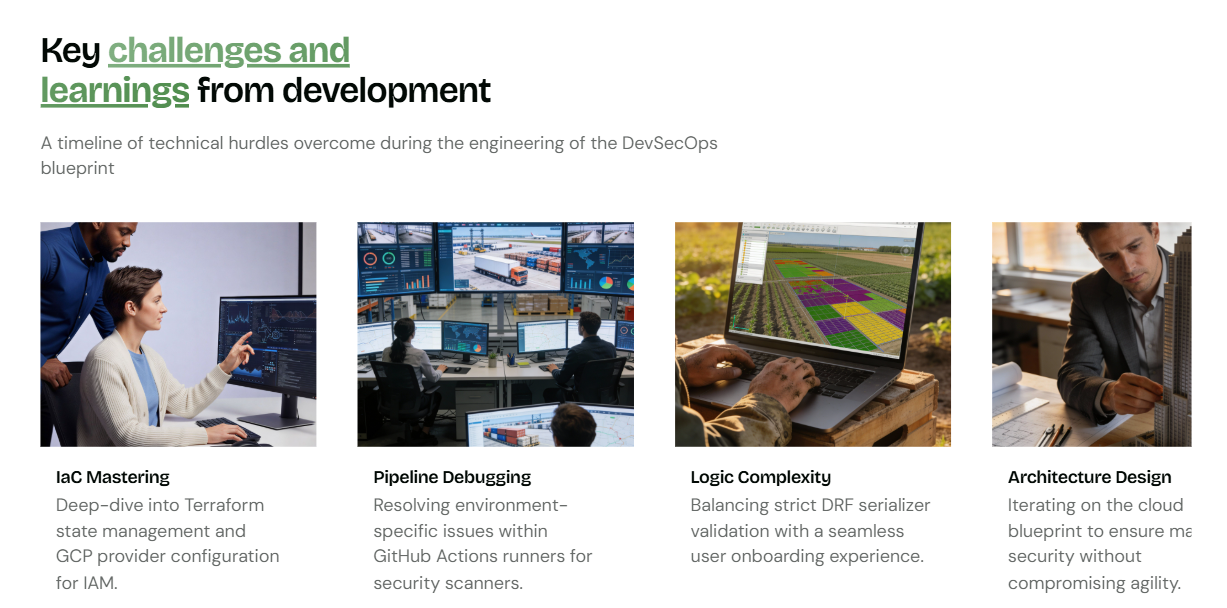 Key challenges and
learnings from development
A timeline of technical hurdles overcome during the engineering of the DevSecOps
blueprint
IaC Mastering
Deep-dive into Terraform
state management and
GCP provider configuration
for IAM.
Pipeline Debugging
Resolving environment-
specific issues within
GitHub Actions runners for
security scanners.
Logic Complexity
Balancing strict DRF serializer
validation with a seamless
user onboarding experience.
Architecture Design
Iterating on the cloud
blueprint to ensure
security without
compromising agility.